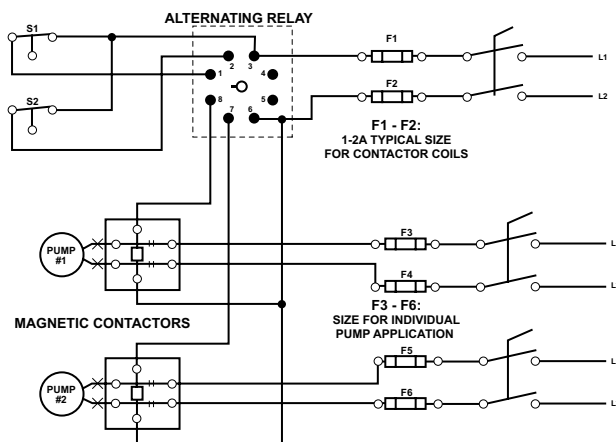 ALTERNATING RELAY
S1
F1
L1
2
3
1
4
S2
F2
L2
8
5
7
6
F1 - F2:
1-2A TYPICAL SIZE
FOR CONTACTOR COILS
F3
L
PUMP
#1
F4
L
F3 - F6:
SIZE FOR INDIVIDUAL
PUMP APPLICATION
MAGNETIC CONTACTORS
F5
L
PUMP
#2
F6
L